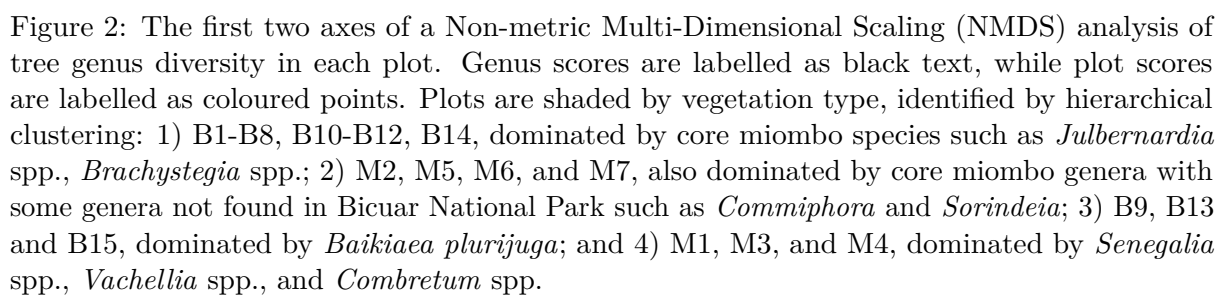 Figure 2: The first two axes of a Non-metric Multi-Dimensional Scaling (NMDS) analysis of
tree genus diversity in each plot. Genus scores are labelled as black text, while plot scores
are labelled as coloured points. Plots are shaded by vegetation type, identified by hierarchical
clustering: 1) B1-B8, B10-B12, B14, dominated by core miombo species such as Julbernardia
spp., Brachystegia spp.; 2) M2, M5, M6, and M7, also dominated by core miombo genera with
some genera not found in Bicuar National Park such as Commiphora and Sorindeia; 3) B9, B13
and B15, dominated by Baikiaea plurijuga; and 4) M1, M3, and M4, dominated by Senegalia
spp., Vachellia spp., and Combretum spp.